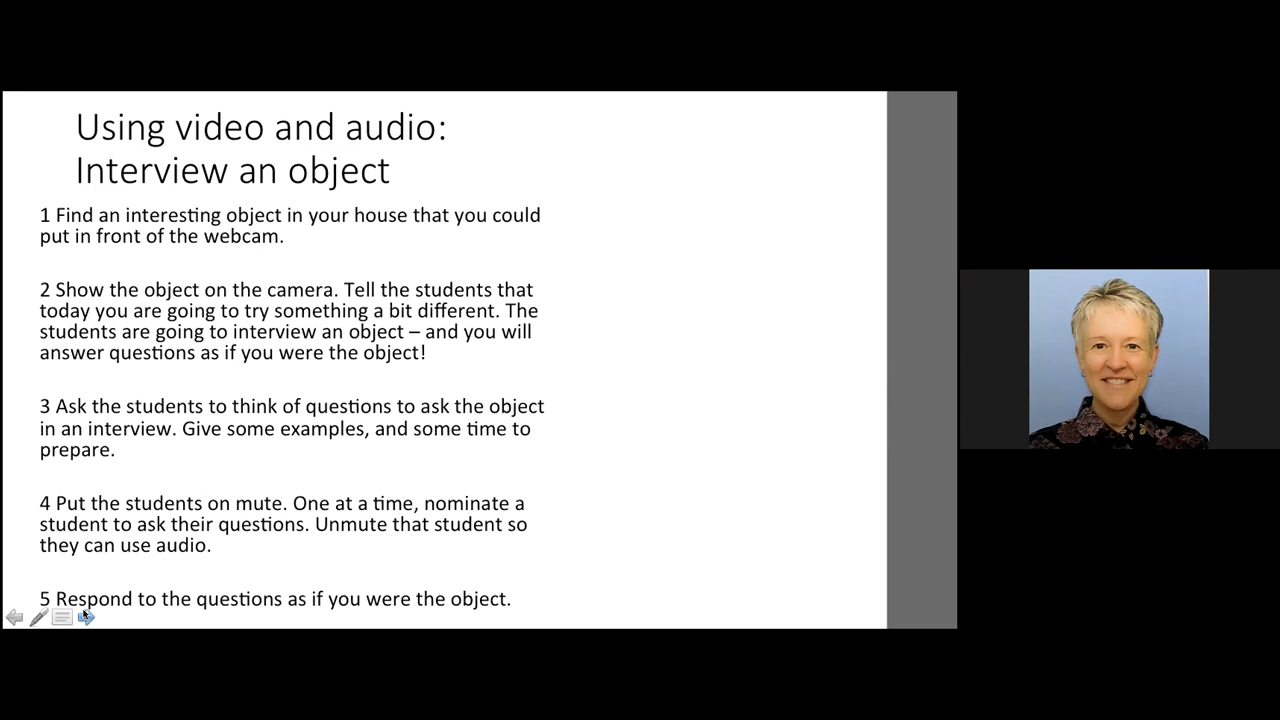 Using video and audio:
Interview an object
1 Find an interesting object in your house that you could
put in front of the webcam.
2 Show the object on the camera. Tell the students that
today you are going to try something a bit different. The
students are going to interview an object – and you will
answer questions as if you were the object!
3 Ask the students to think of questions to ask the object
in an interview. Give some examples, and some time to
prepare.
4 Put the students on mute. One at a time, nominate a
student to ask their questions. Unmute that student so
they can use audio.
5 Respond to the questions as if you were the object.